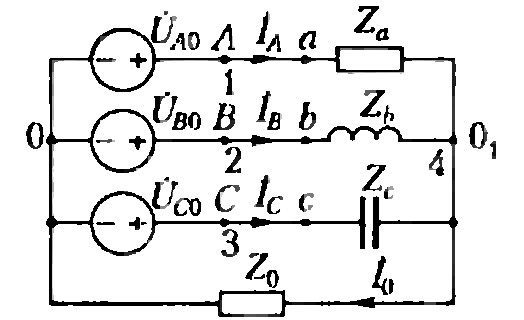 U̇A0 A İA a Za
1
0 U̇B0 B İB b Zb 4 01
2
U̇C0 C İC c Zc
3
Z0 İ0